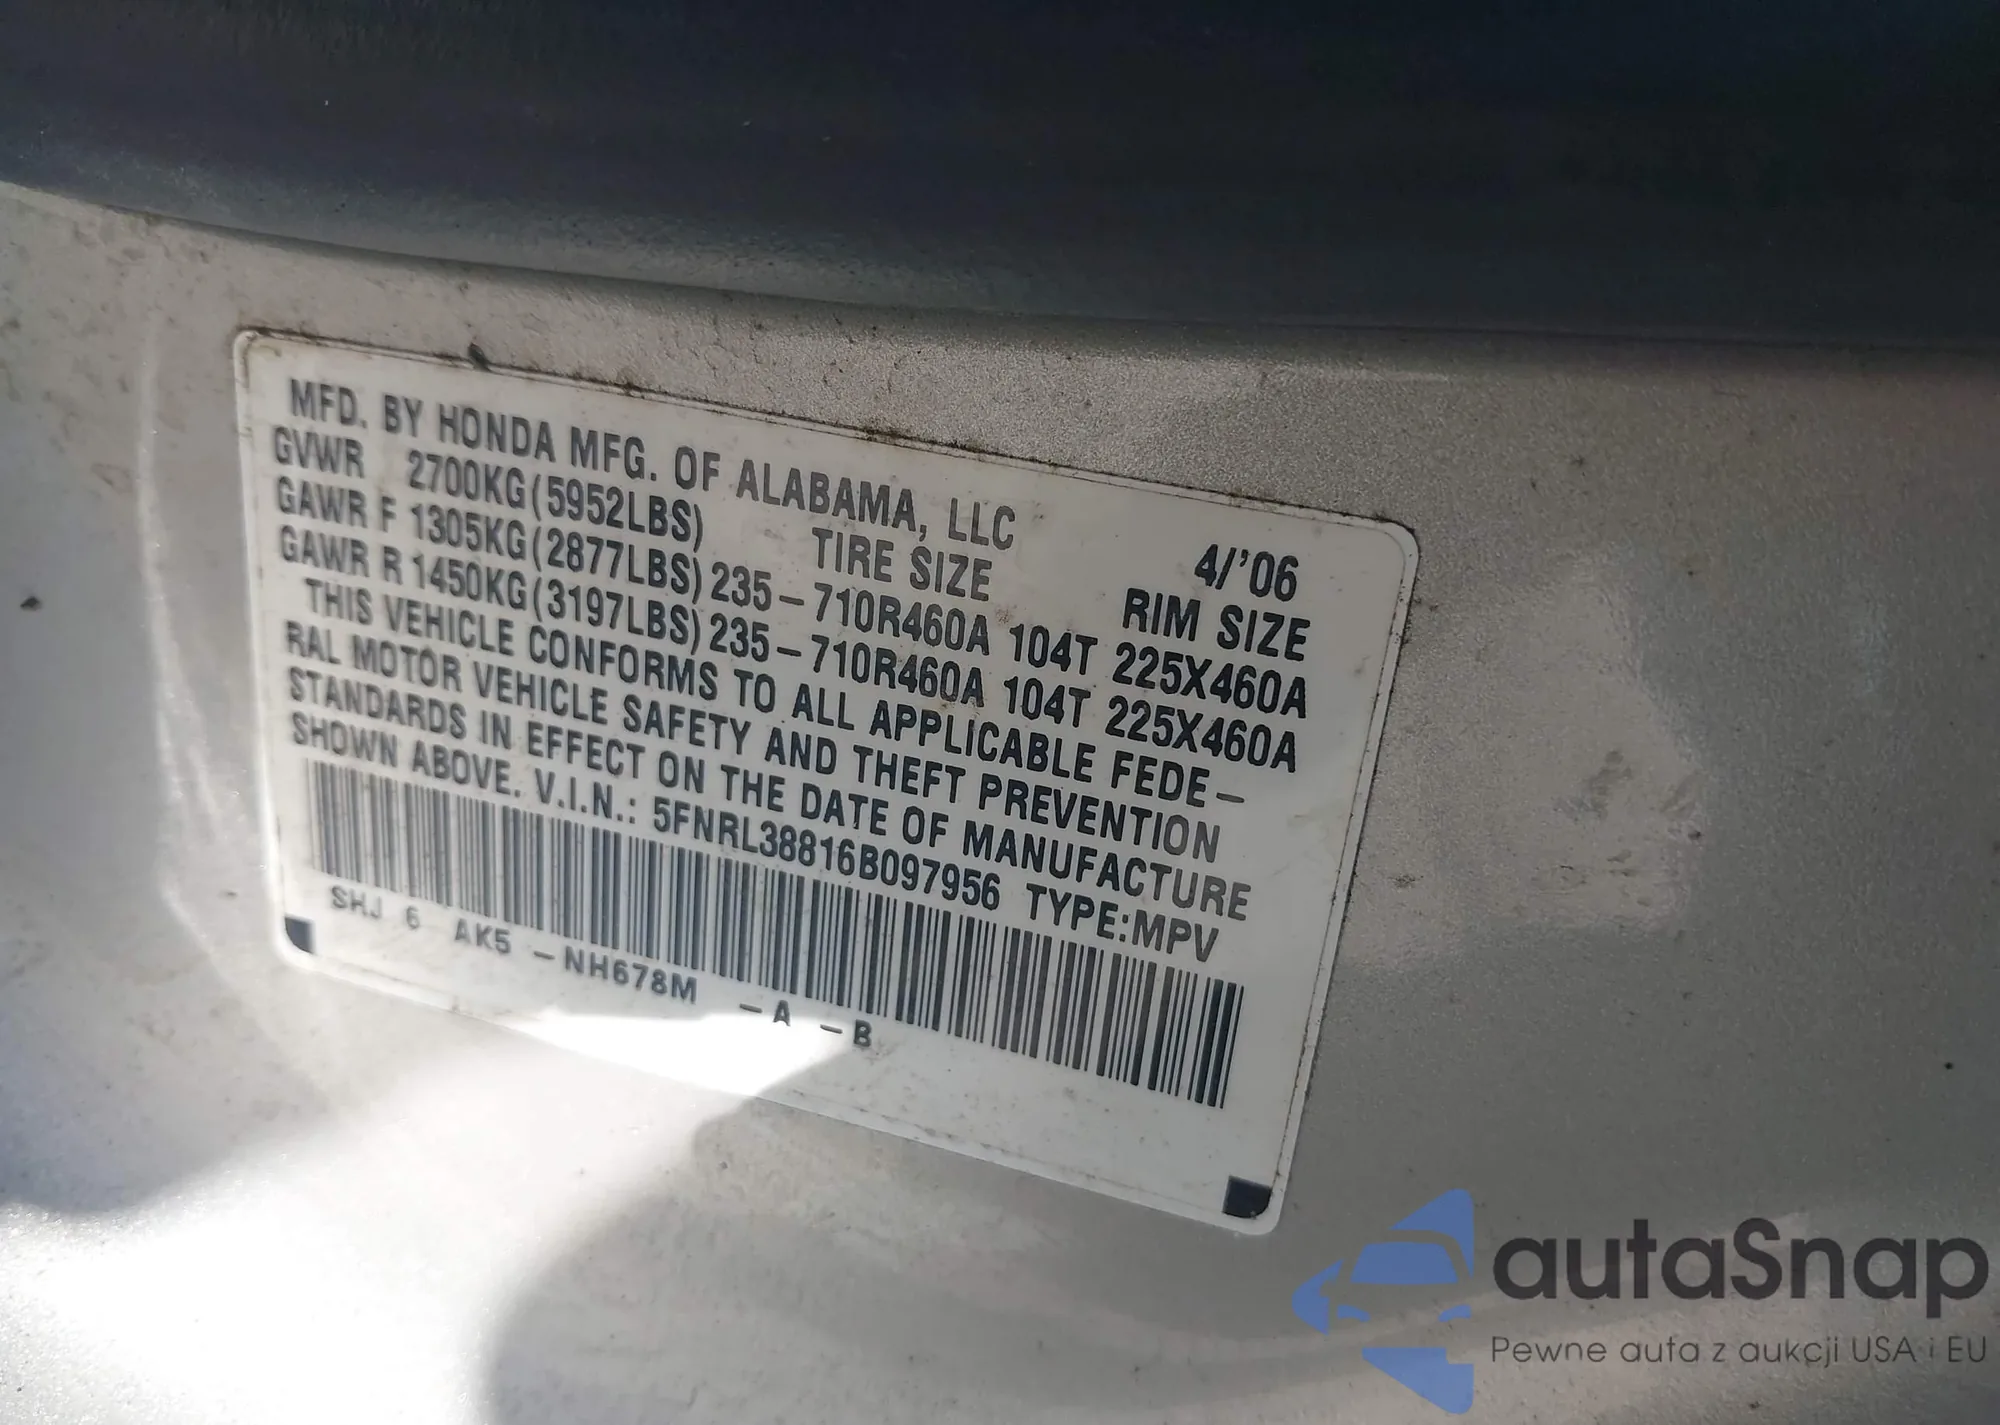 MFD. BY HONDA MFG. OF ALABAMA, LLC 4/'06
GVWR 2700KG(5952LBS) TIRE SIZE RIM SIZE
GAWR F 1305KG(2877LBS) 235-710R460A 104T 225X460A
GAWR R 1450KG(3197LBS) 235-710R460A 104T 225X460A
THIS VEHICLE CONFORMS TO ALL APPLICABLE FEDE-
RAL MOTOR VEHICLE SAFETY AND THEFT PREVENTION
STANDARDS IN EFFECT ON THE DATE OF MANUFACTURE
SHOWN ABOVE. V.I.N.: 5FNRL38816B097956 TYPE:MPV
SHJ 6 AK5 -NH678M -A -B
autaSnap
Pewne auta z aukcji USA i EU